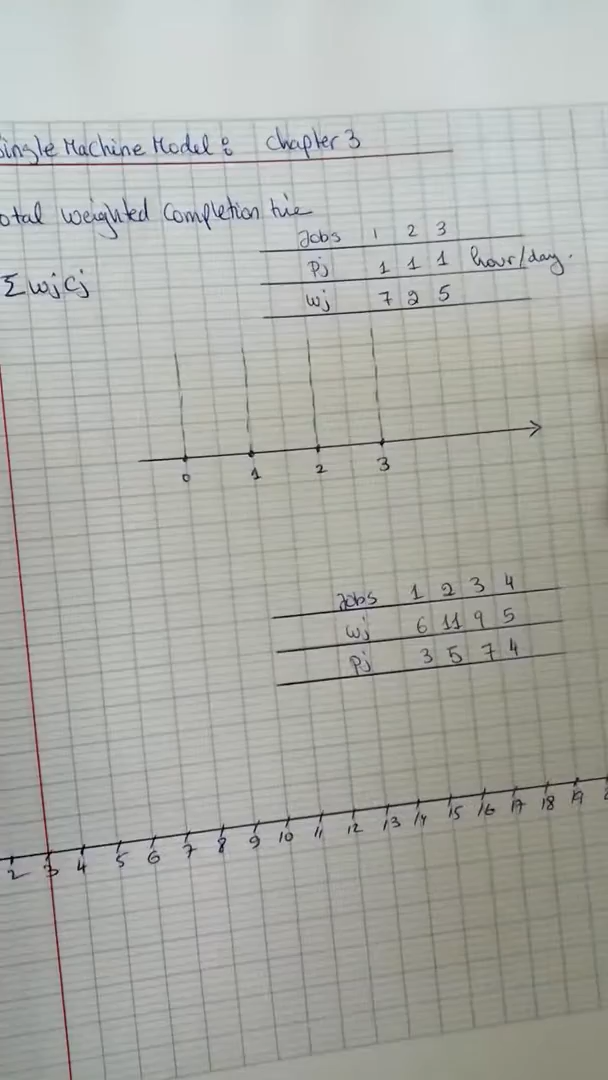 ingle Machine Model : chapter 3
otal weighted Completion tie
Jobs 1 2 3
Pj 1 1 1 hour/day.
Σ wj cj
wj 7 2 5
0 1 2 3
Jobs 1 2 3 4
wj 6 11 9 5
Pj 3 5 7 4
2 3 4 5 6 7 8 9 10 11 12 13 14 15 16 17 18 19